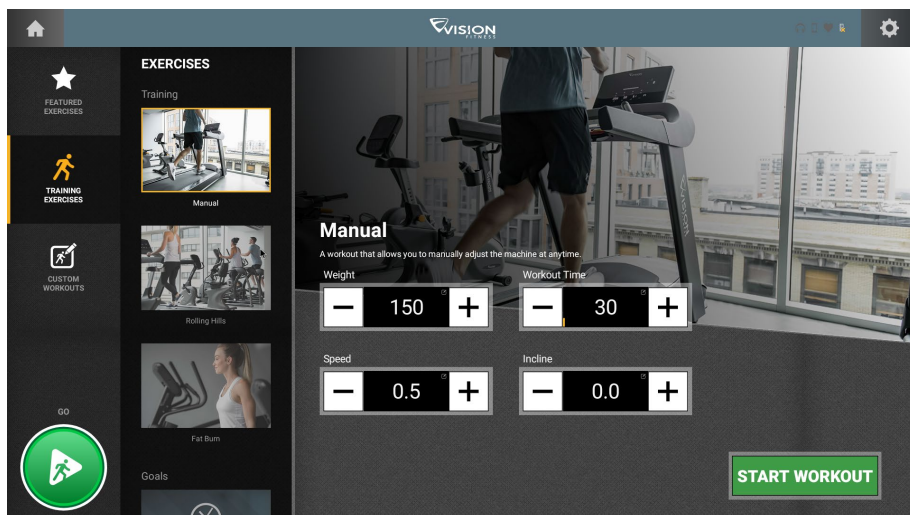 VISION
FITNESS
FEATURED
EXERCISES
TRAINING
EXERCISES
CUSTOM
WORKOUTS
GO
EXERCISES
Training
Manual
Rolling Hills
Fat Burn
Goals
Manual
A workout that allows you to manually adjust the machine at anytime.
Weight
150
Workout Time
30
Speed
0.5
Incline
0.0
START WORKOUT